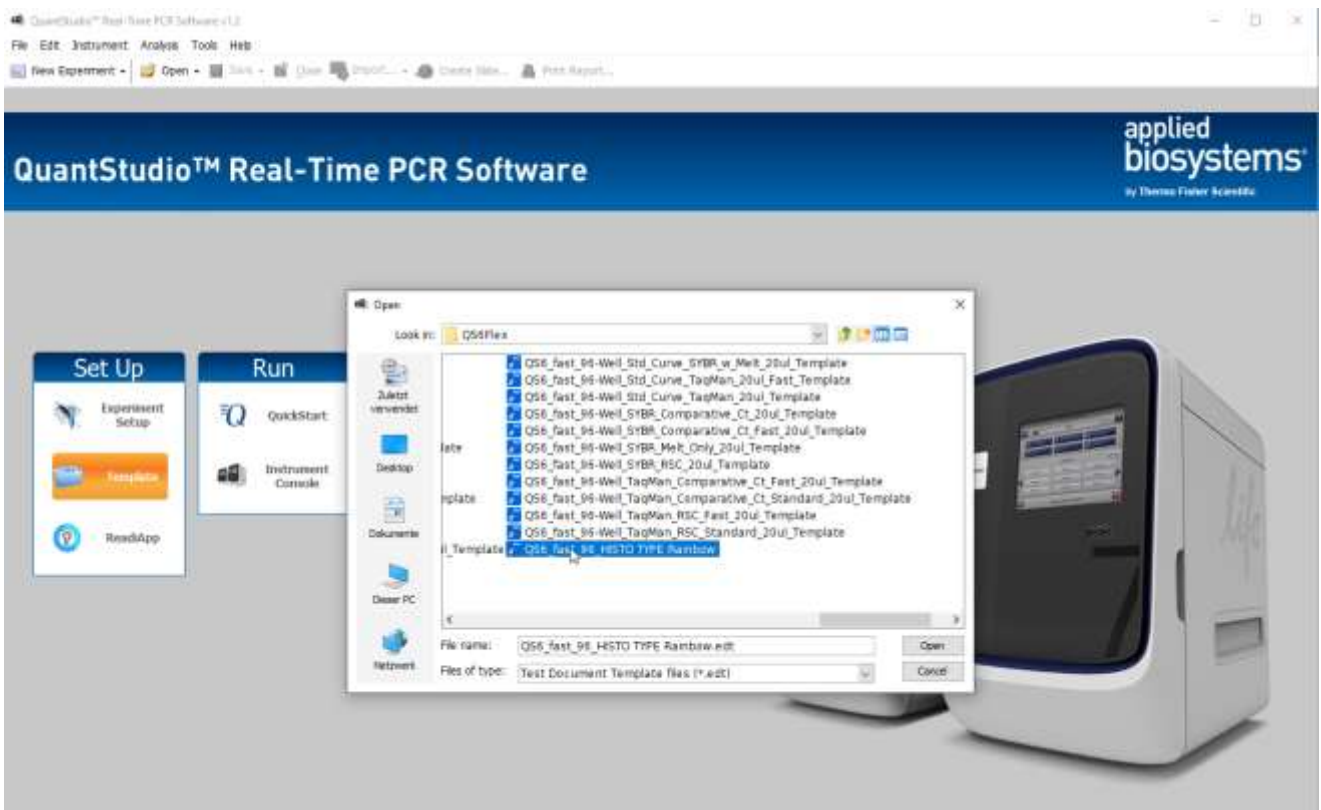 QuantStudio™ Real-Time PCR Software v1.3
File Edit Instrument Analysis Tools Help
New Experiment Open Save Close Import... Create Slide... Print Report...
QuantStudio™ Real-Time PCR Software
applied
biosystems
by Thermo Fisher Scientific
Open
Look in: QS6Flex
Set Up
Experiment
Setup
Template
ReadiApp
Run
QuickStart
Instrument
Console
Zuletzt
verwendet
Desktop
Dokumente
Dieser PC
Netzwerk
QS6_fast_96-Well_Std_Curve_SYBR_w_Melt_20ul_Template
QS6_fast_96-Well_Std_Curve_TaqMan_20ul_Fast_Template
QS6_fast_96-Well_Std_Curve_TaqMan_20ul_Template
QS6_fast_96-Well_SYBR_Comparative_Ct_20ul_Template
QS6_fast_96-Well_SYBR_Comparative_Ct_Fast_20ul_Template
late QS6_fast_96-Well_SYBR_Melt_Only_20ul_Template
QS6_fast_96-Well_SYBR_RSC_20ul_Template
QS6_fast_96-Well_TaqMan_Comparative_Ct_Fast_20ul_Template
mplate QS6_fast_96-Well_TaqMan_Comparative_Ct_Standard_20ul_Template
QS6_fast_96-Well_TaqMan_RSC_Fast_20ul_Template
QS6_fast_96-Well_TaqMan_RSC_Standard_20ul_Template
l_Template QS6_fast_96_HISTO TYPE Rainbow
File name: QS6_fast_96_HISTO TYPE Rainbow.edt
Open
Files of type: Test Document Template files (*.edt)
Cancel